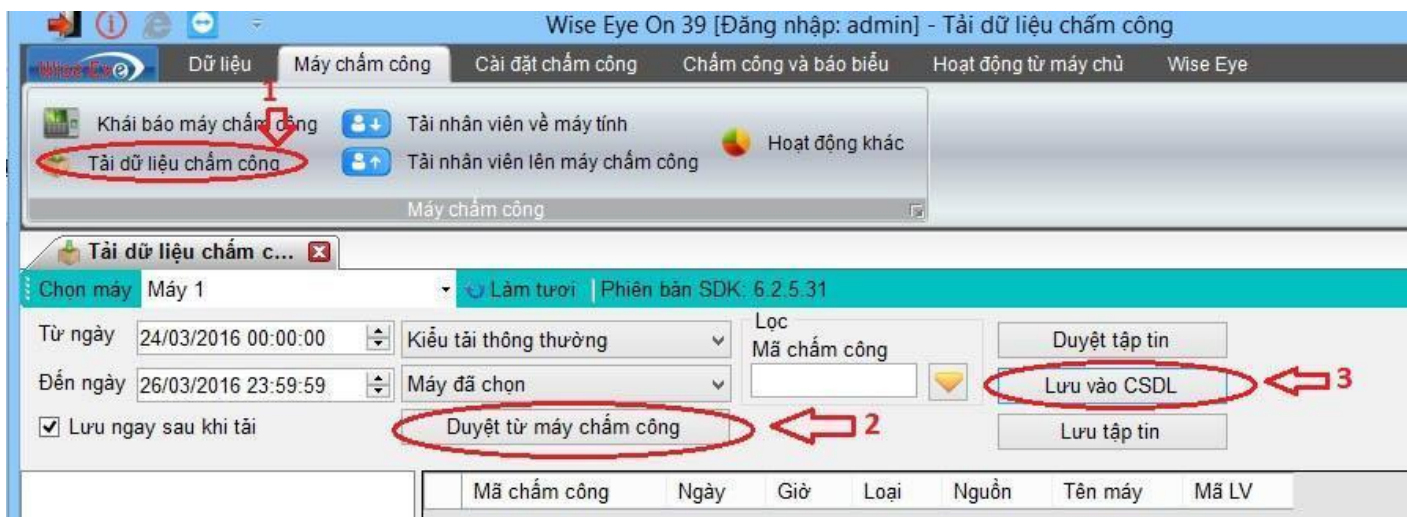 Wise Eye On 39 [Đăng nhập: admin] - Tải dữ liệu chấm công
Wise Eye Dữ liệu Máy chấm công Cài đặt chấm công Chấm công và báo biểu Hoạt động từ máy chủ Wise Eye
1
Khái báo máy chấm công Tải nhân viên về máy tính
Hoạt động khác
Tải dữ liệu chấm công Tải nhân viên lên máy chấm công
Máy chấm công
Tải dữ liệu chấm c...
Chọn máy Máy 1 Làm tươi Phiên bản SDK: 6.2.5.31
Từ ngày 24/03/2016 00:00:00 Kiểu tải thông thường Lọc Duyệt tập tin
Mã chấm công
Đến ngày 26/03/2016 23:59:59 Máy đã chọn Lưu vào CSDL 3
Lưu ngay sau khi tải Duyệt từ máy chấm công 2 Lưu tập tin
Mã chấm công Ngày Giờ Loại Nguồn Tên máy Mã LV